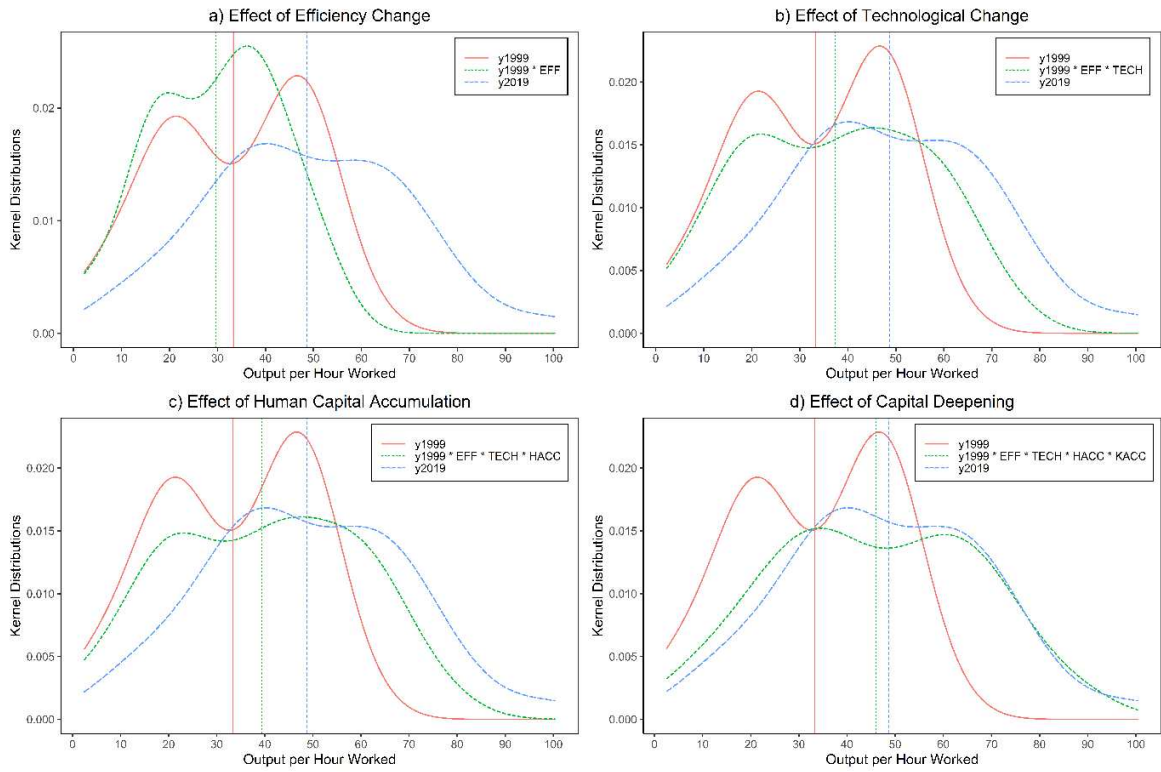 a) Effect of Efficiency Change
y1999
y1999 * EFF
y2019
Kernel Distributions
0.02
0.01
0.00
0 10 20 30 40 50 60 70 80 90 100
Output per Hour Worked
b) Effect of Technological Change
y1999
y1999 * EFF * TECH
y2019
Kernel Distributions
0.020
0.015
0.010
0.005
0.000
0 10 20 30 40 50 60 70 80 90 100
Output per Hour Worked
c) Effect of Human Capital Accumulation
y1999
y1999 * EFF * TECH * HACC
y2019
Kernel Distributions
0.020
0.015
0.010
0.005
0.000
0 10 20 30 40 50 60 70 80 90 100
Output per Hour Worked
d) Effect of Capital Deepening
y1999
y1999 * EFF * TECH * HACC * KACC
y2019
Kernel Distributions
0.020
0.015
0.010
0.005
0.000
0 10 20 30 40 50 60 70 80 90 100
Output per Hour Worked